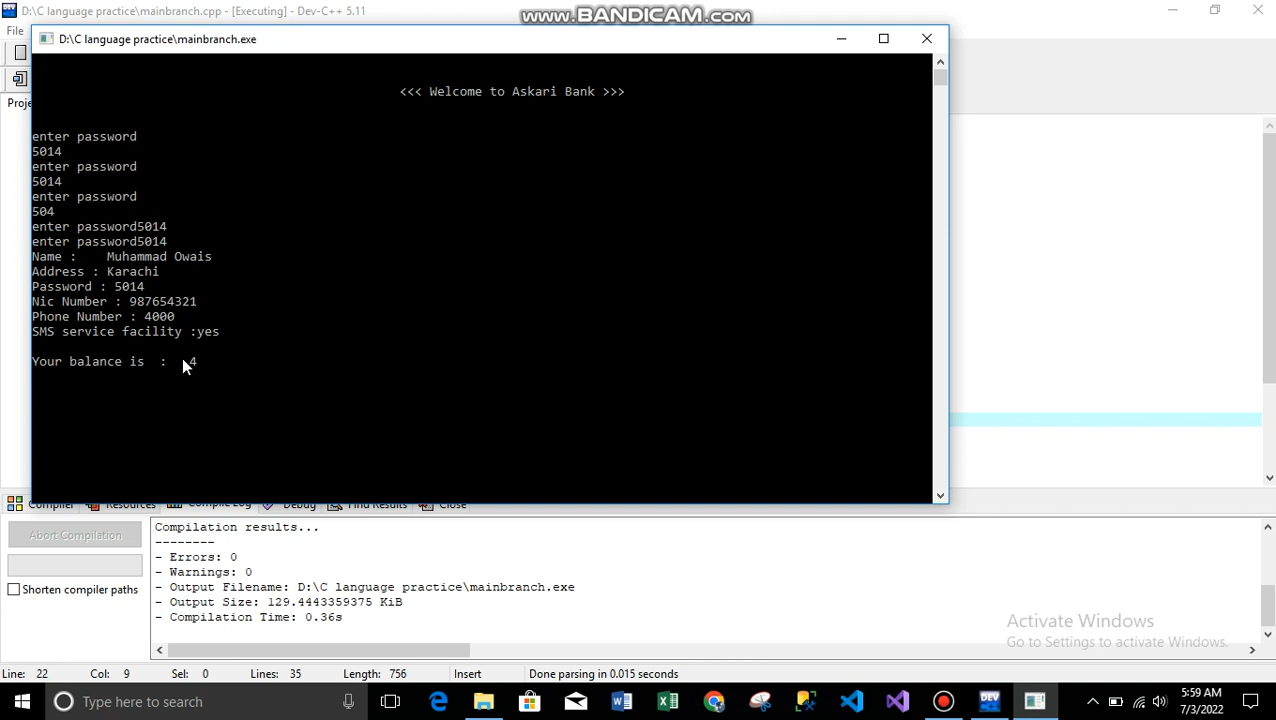 D:\C language practice\mainbranch.cpp - [Executing] - Dev-C++ 5.11
www.BANDICAM.com
File
D:\C language practice\mainbranch.exe
Proje
<<< Welcome to Askari Bank >>>
enter password
5014
enter password
5014
enter password
504
enter password5014
enter password5014
Name :    Muhammad Owais
Address : Karachi
Password : 5014
Nic Number : 987654321
Phone Number : 4000
SMS service facility :yes
Your balance is  :   4
Compiler Resources Compile Log Debug Find Results Close
Abort Compilation
Shorten compiler paths
Compilation results...
--------
- Errors: 0
- Warnings: 0
- Output Filename: D:\C language practice\mainbranch.exe
- Output Size: 129.4443359375 KiB
- Compilation Time: 0.36s
Activate Windows
Go to Settings to activate Windows.
Line: 22 Col: 9 Sel: 0 Lines: 35 Length: 756 Insert Done parsing in 0.015 seconds
Type here to search
DEV
5:59 AM
7/3/2022